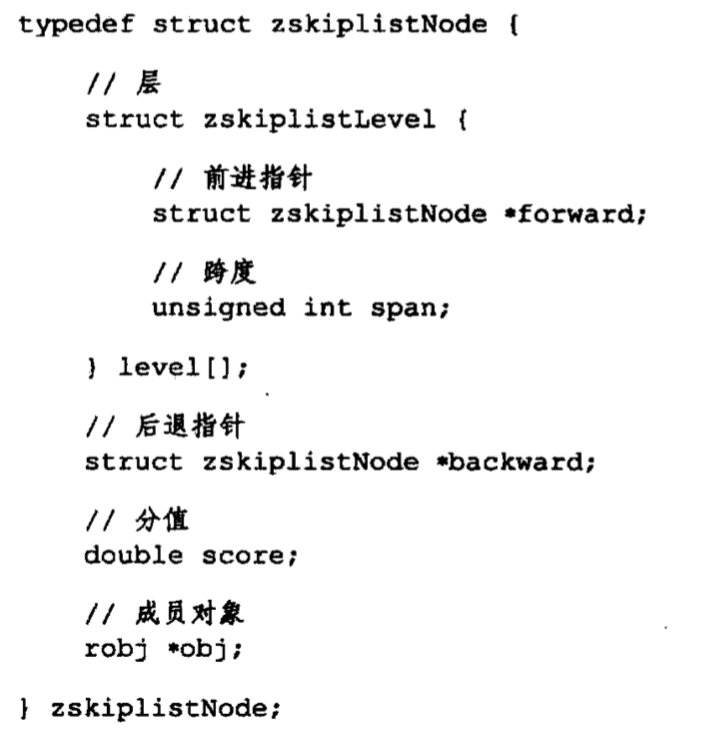 typedef struct zskiplistNode {
// 层
struct zskiplistLevel {
// 前进指针
struct zskiplistNode *forward;
// 跨度
unsigned int span;
} level[];
// 后退指针
struct zskiplistNode *backward;
// 分值
double score;
// 成员对象
robj *obj;
} zskiplistNode;